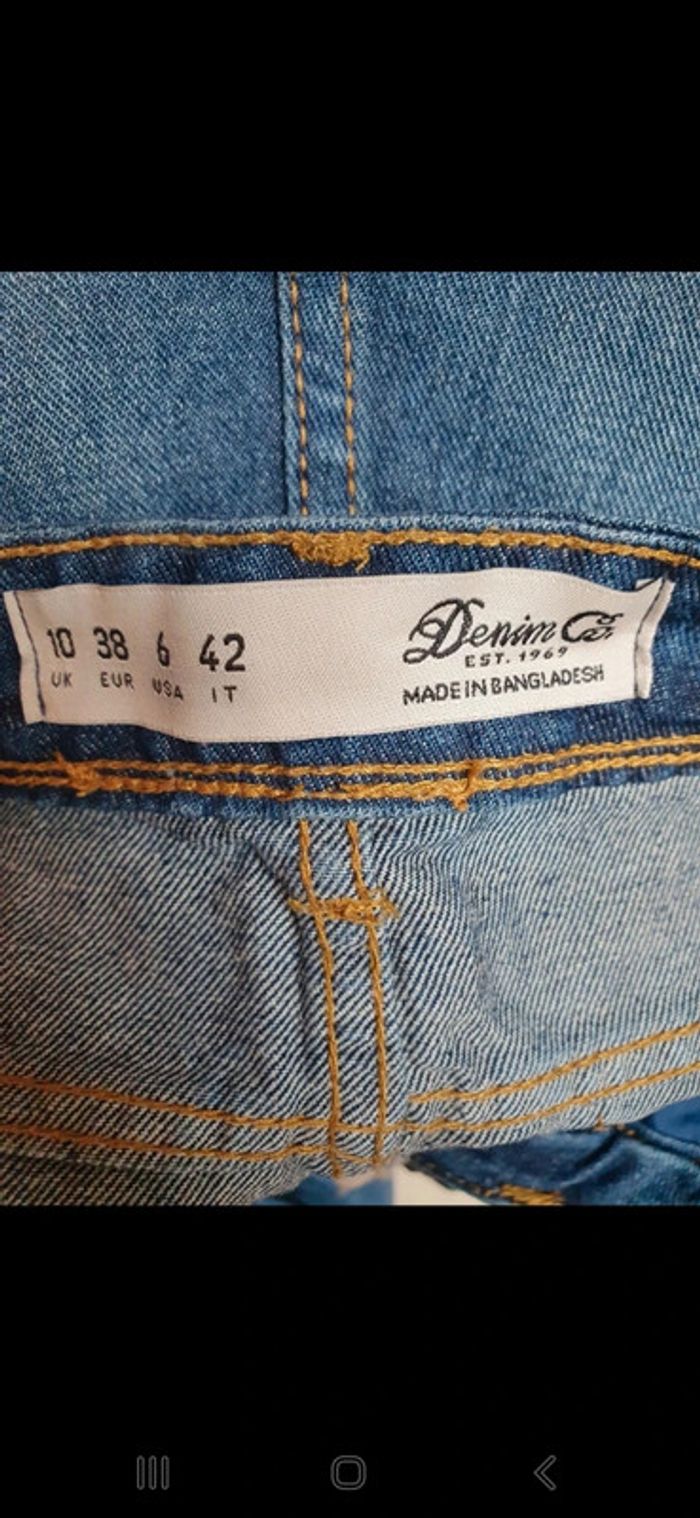 10 38 6 42
UK EUR USA IT
Denim Co.
EST. 1969
MADE IN BANGLADESH